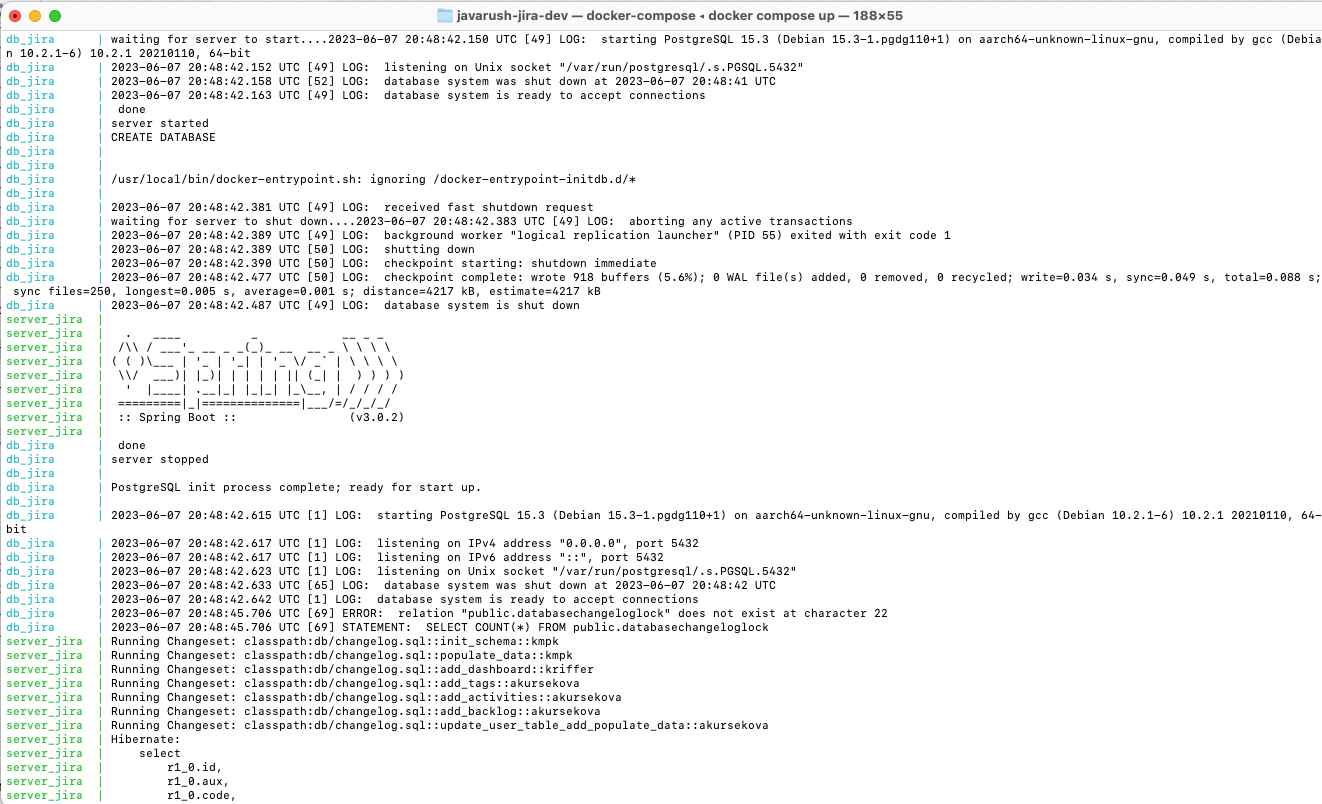 javarush-jira-dev — docker-compose ◂ docker compose up — 188×55
db_jira      | waiting for server to start....2023-06-07 20:48:42.150 UTC [49] LOG:  starting PostgreSQL 15.3 (Debian 15.3-1.pgdg110+1) on aarch64-unknown-linux-gnu, compiled by gcc (Debia
n 10.2.1-6) 10.2.1 20210110, 64-bit
db_jira      | 2023-06-07 20:48:42.152 UTC [49] LOG:  listening on Unix socket "/var/run/postgresql/.s.PGSQL.5432"
db_jira      | 2023-06-07 20:48:42.158 UTC [52] LOG:  database system was shut down at 2023-06-07 20:48:41 UTC
db_jira      | 2023-06-07 20:48:42.163 UTC [49] LOG:  database system is ready to accept connections
db_jira      |  done
db_jira      | server started
db_jira      | CREATE DATABASE
db_jira      |
db_jira      |
db_jira      | /usr/local/bin/docker-entrypoint.sh: ignoring /docker-entrypoint-initdb.d/*
db_jira      |
db_jira      | 2023-06-07 20:48:42.381 UTC [49] LOG:  received fast shutdown request
db_jira      | waiting for server to shut down....2023-06-07 20:48:42.383 UTC [49] LOG:  aborting any active transactions
db_jira      | 2023-06-07 20:48:42.389 UTC [49] LOG:  background worker "logical replication launcher" (PID 55) exited with exit code 1
db_jira      | 2023-06-07 20:48:42.389 UTC [50] LOG:  shutting down
db_jira      | 2023-06-07 20:48:42.390 UTC [50] LOG:  checkpoint starting: shutdown immediate
db_jira      | 2023-06-07 20:48:42.477 UTC [50] LOG:  checkpoint complete: wrote 918 buffers (5.6%); 0 WAL file(s) added, 0 removed, 0 recycled; write=0.034 s, sync=0.049 s, total=0.088 s;
 sync files=250, longest=0.005 s, average=0.001 s; distance=4217 kB, estimate=4217 kB
db_jira      | 2023-06-07 20:48:42.487 UTC [49] LOG:  database system is shut down
server_jira  |
server_jira  |   .   ____          _            __ _ _
server_jira  |  /\\ / ___'_ __ _ _(_)_ __  __ _ \ \ \ \
server_jira  | ( ( )\___ | '_ | '_| | '_ \/ _` | \ \ \ \
server_jira  |  \\/  ___)| |_)| | | | | || (_| |  ) ) ) )
server_jira  |   '  |____| .__|_| |_|_| |_\__, | / / / /
server_jira  |  =========|_|==============|___/=/_/_/_/
server_jira  |  :: Spring Boot ::                (v3.0.2)
server_jira  |
db_jira      |  done
db_jira      | server stopped
db_jira      |
db_jira      | PostgreSQL init process complete; ready for start up.
db_jira      |
db_jira      | 2023-06-07 20:48:42.615 UTC [1] LOG:  starting PostgreSQL 15.3 (Debian 15.3-1.pgdg110+1) on aarch64-unknown-linux-gnu, compiled by gcc (Debian 10.2.1-6) 10.2.1 20210110, 64-
bit
db_jira      | 2023-06-07 20:48:42.617 UTC [1] LOG:  listening on IPv4 address "0.0.0.0", port 5432
db_jira      | 2023-06-07 20:48:42.617 UTC [1] LOG:  listening on IPv6 address "::", port 5432
db_jira      | 2023-06-07 20:48:42.623 UTC [1] LOG:  listening on Unix socket "/var/run/postgresql/.s.PGSQL.5432"
db_jira      | 2023-06-07 20:48:42.633 UTC [65] LOG:  database system was shut down at 2023-06-07 20:48:42 UTC
db_jira      | 2023-06-07 20:48:42.642 UTC [1] LOG:  database system is ready to accept connections
db_jira      | 2023-06-07 20:48:45.706 UTC [69] ERROR:  relation "public.databasechangeloglock" does not exist at character 22
db_jira      | 2023-06-07 20:48:45.706 UTC [69] STATEMENT:  SELECT COUNT(*) FROM public.databasechangeloglock
server_jira  | Running Changeset: classpath:db/changelog.sql::init_schema::kmpk
server_jira  | Running Changeset: classpath:db/changelog.sql::populate_data::kmpk
server_jira  | Running Changeset: classpath:db/changelog.sql::add_dashboard::kriffer
server_jira  | Running Changeset: classpath:db/changelog.sql::add_tags::akursekova
server_jira  | Running Changeset: classpath:db/changelog.sql::add_activities::akursekova
server_jira  | Running Changeset: classpath:db/changelog.sql::add_backlog::akursekova
server_jira  | Running Changeset: classpath:db/changelog.sql::update_user_table_add_populate_data::akursekova
server_jira  | Hibernate:
server_jira  |     select
server_jira  |         r1_0.id,
server_jira  |         r1_0.aux,
server_jira  |         r1_0.code,